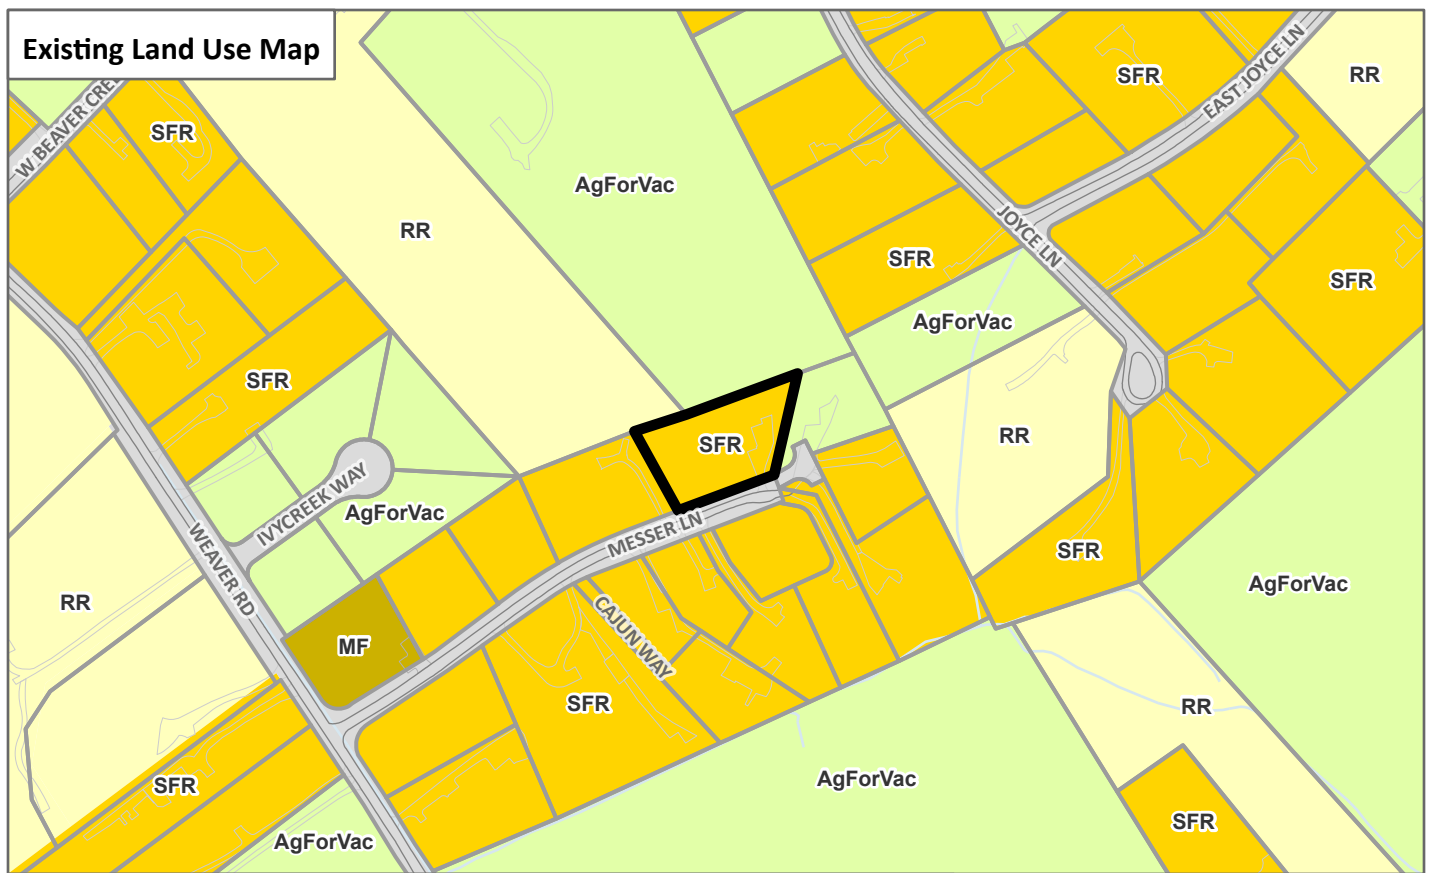 Existing Land Use Map
EAST JOYCE LN
SFR
RR
W BEAVER CREE
SFR
AgForVac
RR
JOYCE LN
SFR
SFR
AgForVac
SFR
SFR
RR
IVYCREEK WAY
AgForVac
MESSER LN
SFR
WEAVER RD
AgForVac
RR
CAJUN WAY
MF
SFR
RR
SFR
AgForVac
SFR
AgForVac